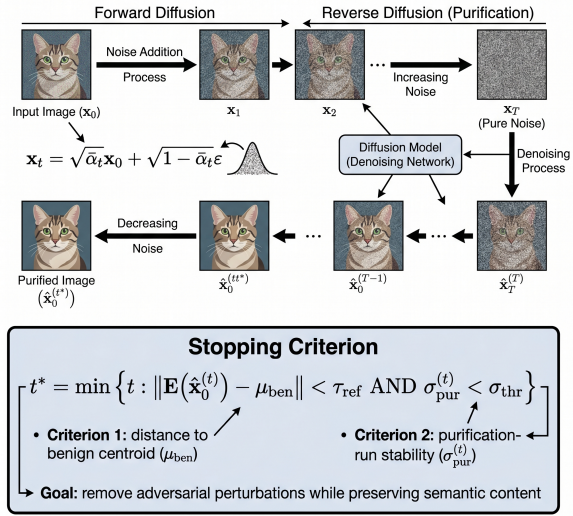 Forward Diffusion
Reverse Diffusion (Purification)
Noise Addition
Process
...
Increasing
Noise
Input Image (x₀)
x₁
x₂
x_T
(Pure Noise)
x_t = √ᾱ_t x₀ + √1 − ᾱ_t ε
Diffusion Model
(Denoising Network)
Denoising
Process
Decreasing
Noise
...
...
Purified Image
(x̂₀^(t*))
x̂₀^(tt*)
x̂₀^(T−1)
x̂_T^(T)
Stopping Criterion
t* = min { t : ‖E(x̂₀^(t)) − μ_ben‖ < τ_ref AND σ_pur^(t) < σ_thr }
• Criterion 1: distance to
benign centroid (μ_ben)
• Criterion 2: purification-
run stability (σ_pur^(t))
Goal: remove adversarial perturbations while preserving semantic content